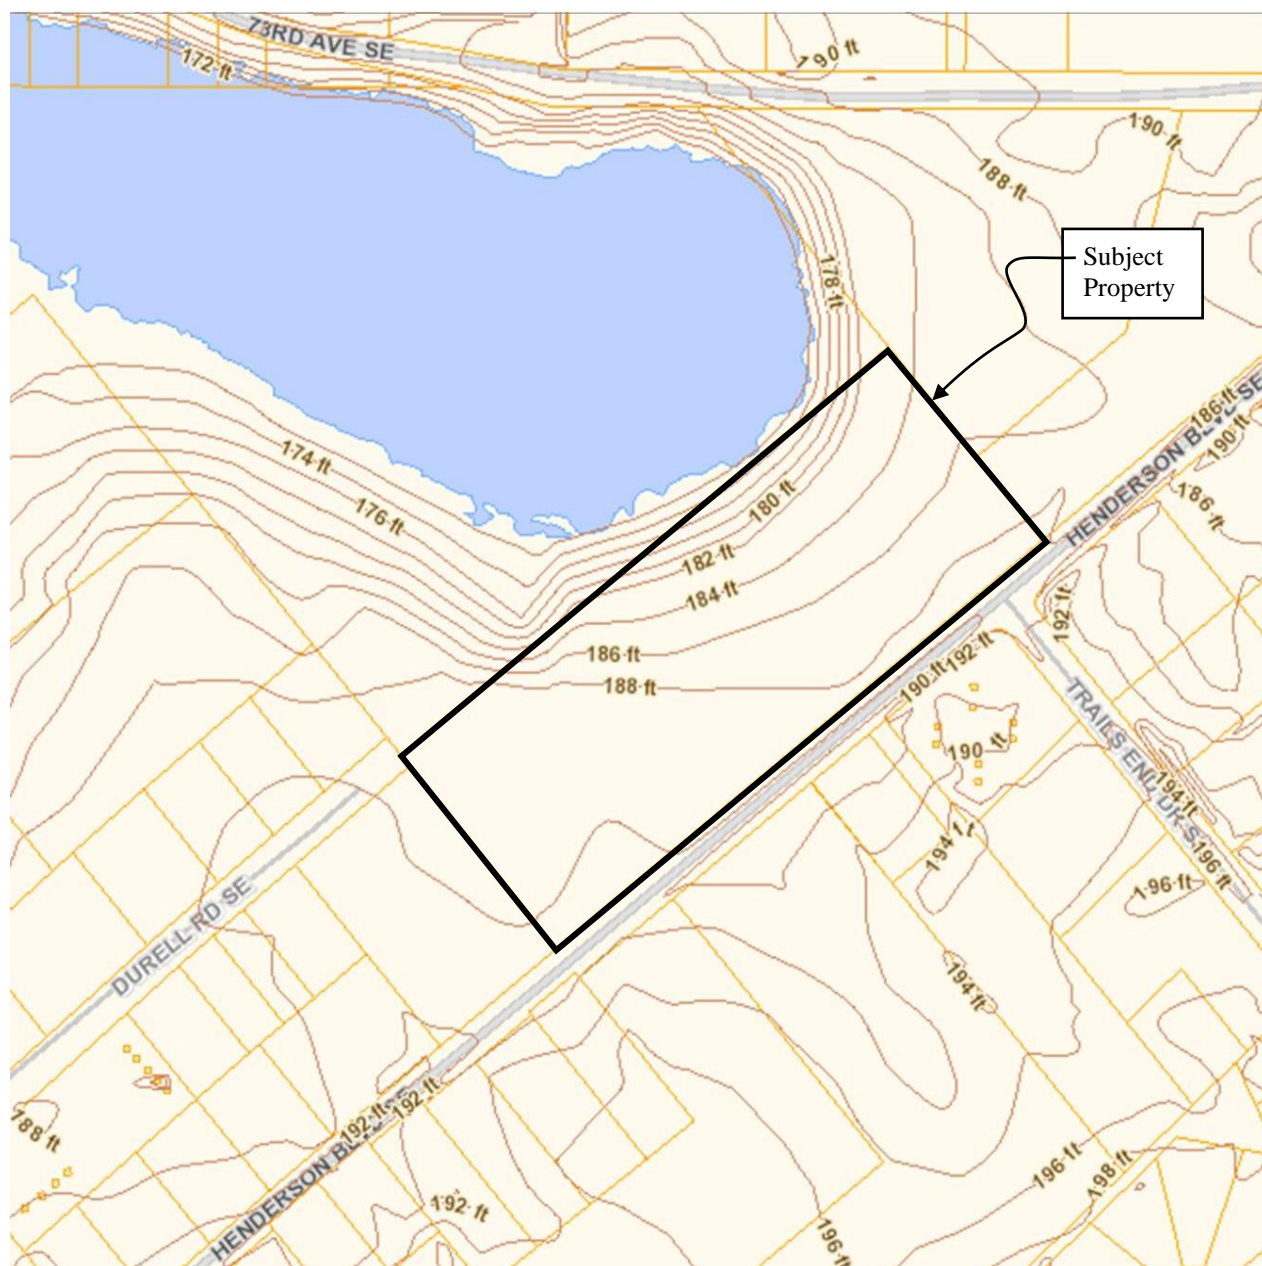 73RD AVE SE
172 ft
190 ft
190 ft
188 ft
Subject
Property
178 ft
186 ft
190 ft
HENDERSON BLVD SE
174 ft
176 ft
180 ft
186 ft
182 ft
184 ft
192 ft
186 ft
188 ft
190 ft
192 ft
TRAILS END DR SE
190 ft
194 ft
194 ft
196 ft
196 ft
DURELL RD SE
194 ft
188 ft
192 ft
192 ft
HENDERSON BLVD SE
196 ft
198 ft
192 ft
196 ft